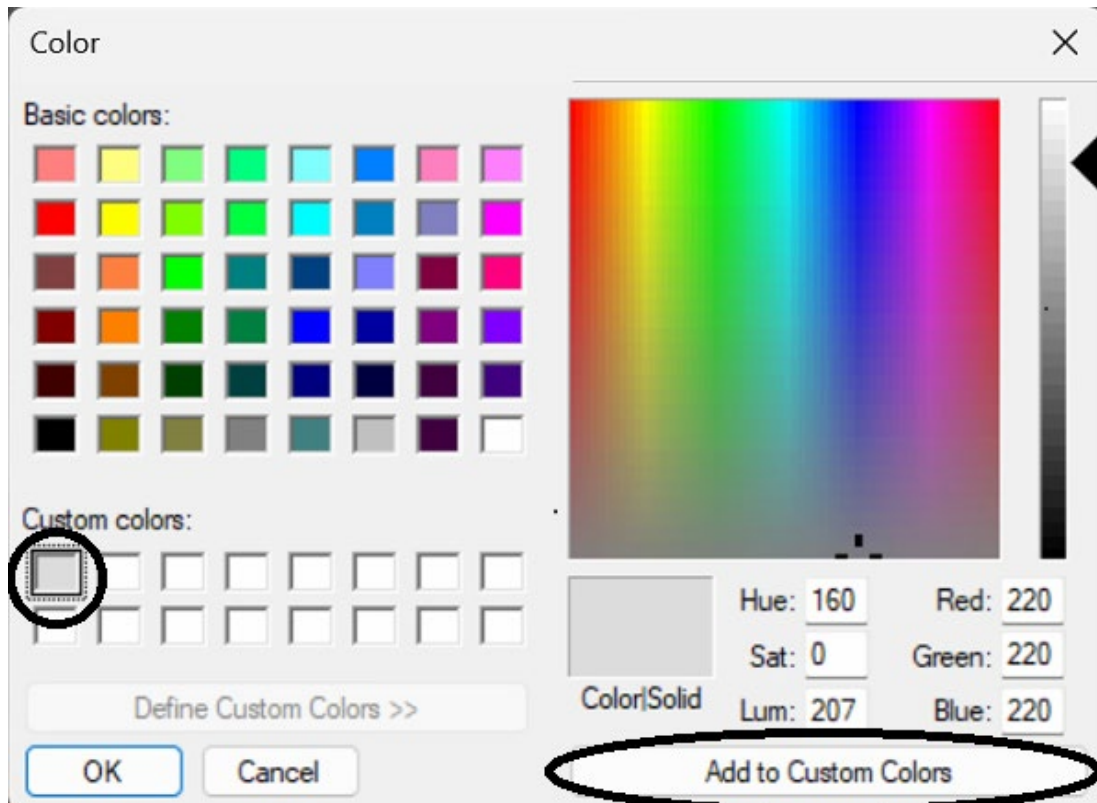 Color
Basic colors:
Custom colors:
Define Custom Colors >>
OK
Cancel
Color|Solid
Hue: 160
Sat: 0
Lum: 207
Red: 220
Green: 220
Blue: 220
Add to Custom Colors